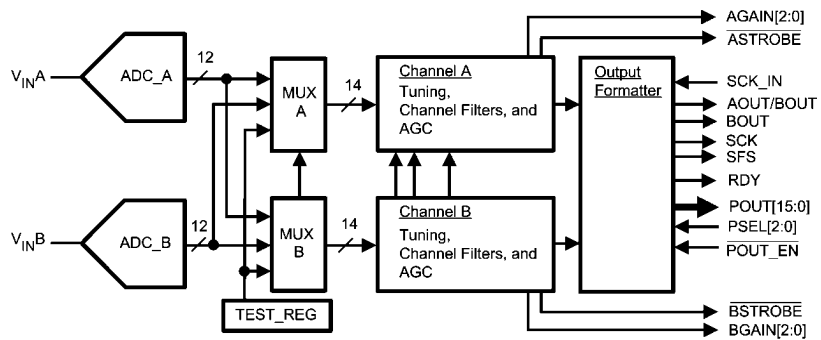 AGAIN[2:0]
ASTROBE
V_IN A
ADC_A
12
MUX
A
14
Channel A
Tuning,
Channel Filters, and
AGC
Output
Formatter
SCK_IN
AOUT/BOUT
BOUT
SCK
SFS
RDY
POUT[15:0]
PSEL[2:0]
POUT_EN
V_IN B
ADC_B
12
MUX
B
14
Channel B
Tuning,
Channel Filters, and
AGC
TEST_REG
BSTROBE
BGAIN[2:0]